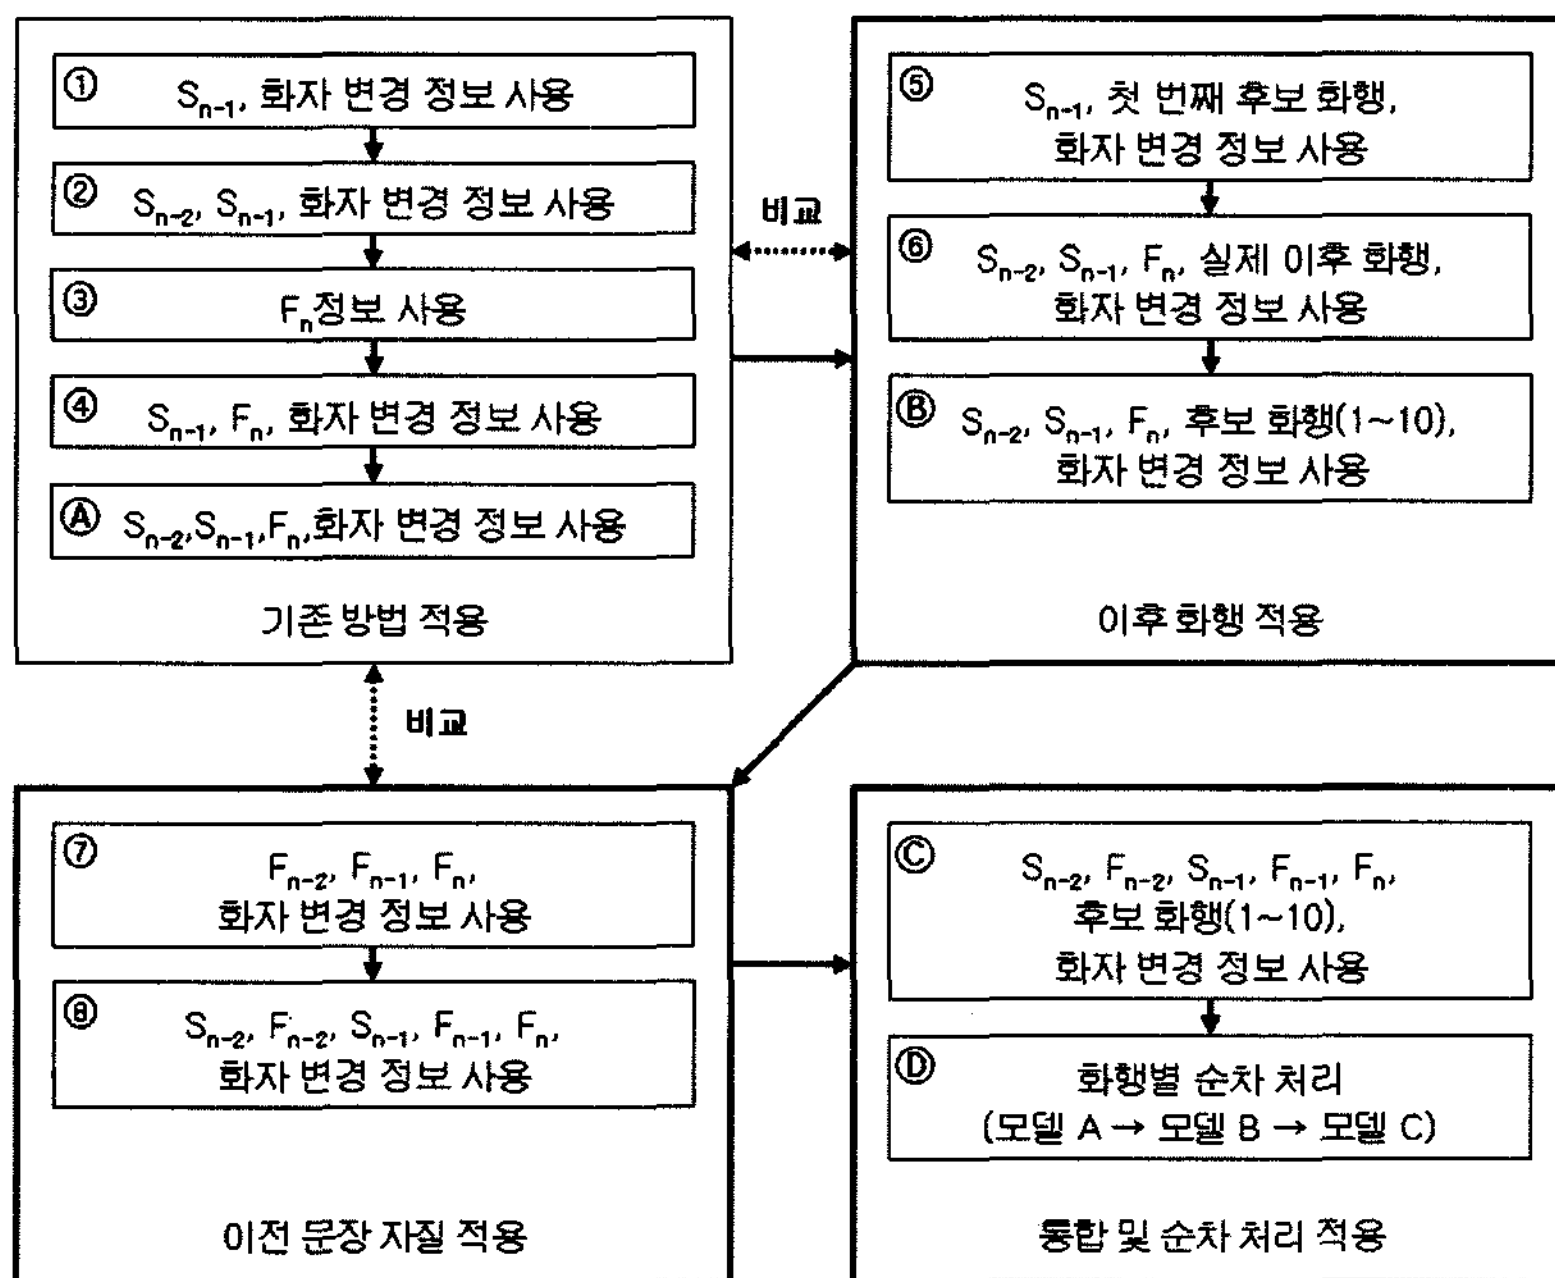 ① S_{n-1}, 화자 변경 정보 사용
② S_{n-2}, S_{n-1}, 화자 변경 정보 사용
③ F_n정보 사용
④ S_{n-1}, F_n, 화자 변경 정보 사용
Ⓐ S_{n-2},S_{n-1},F_n,화자 변경 정보 사용
기존 방법 적용
비교
⑤ S_{n-1}, 첫 번째 후보 화행,
화자 변경 정보 사용
⑥ S_{n-2}, S_{n-1}, F_n, 실제 이후 화행,
화자 변경 정보 사용
Ⓑ S_{n-2}, S_{n-1}, F_n, 후보 화행(1~10),
화자 변경 정보 사용
이후 화행 적용
비교
⑦ F_{n-2}, F_{n-1}, F_n,
화자 변경 정보 사용
⑧ S_{n-2}, F_{n-2}, S_{n-1}, F_{n-1}, F_n,
화자 변경 정보 사용
이전 문장 자질 적용
Ⓒ S_{n-2}, F_{n-2}, S_{n-1}, F_{n-1}, F_n,
후보 화행(1~10),
화자 변경 정보 사용
Ⓓ 화행별 순차 처리
(모델 A → 모델 B → 모델 C)
통합 및 순차 처리 적용